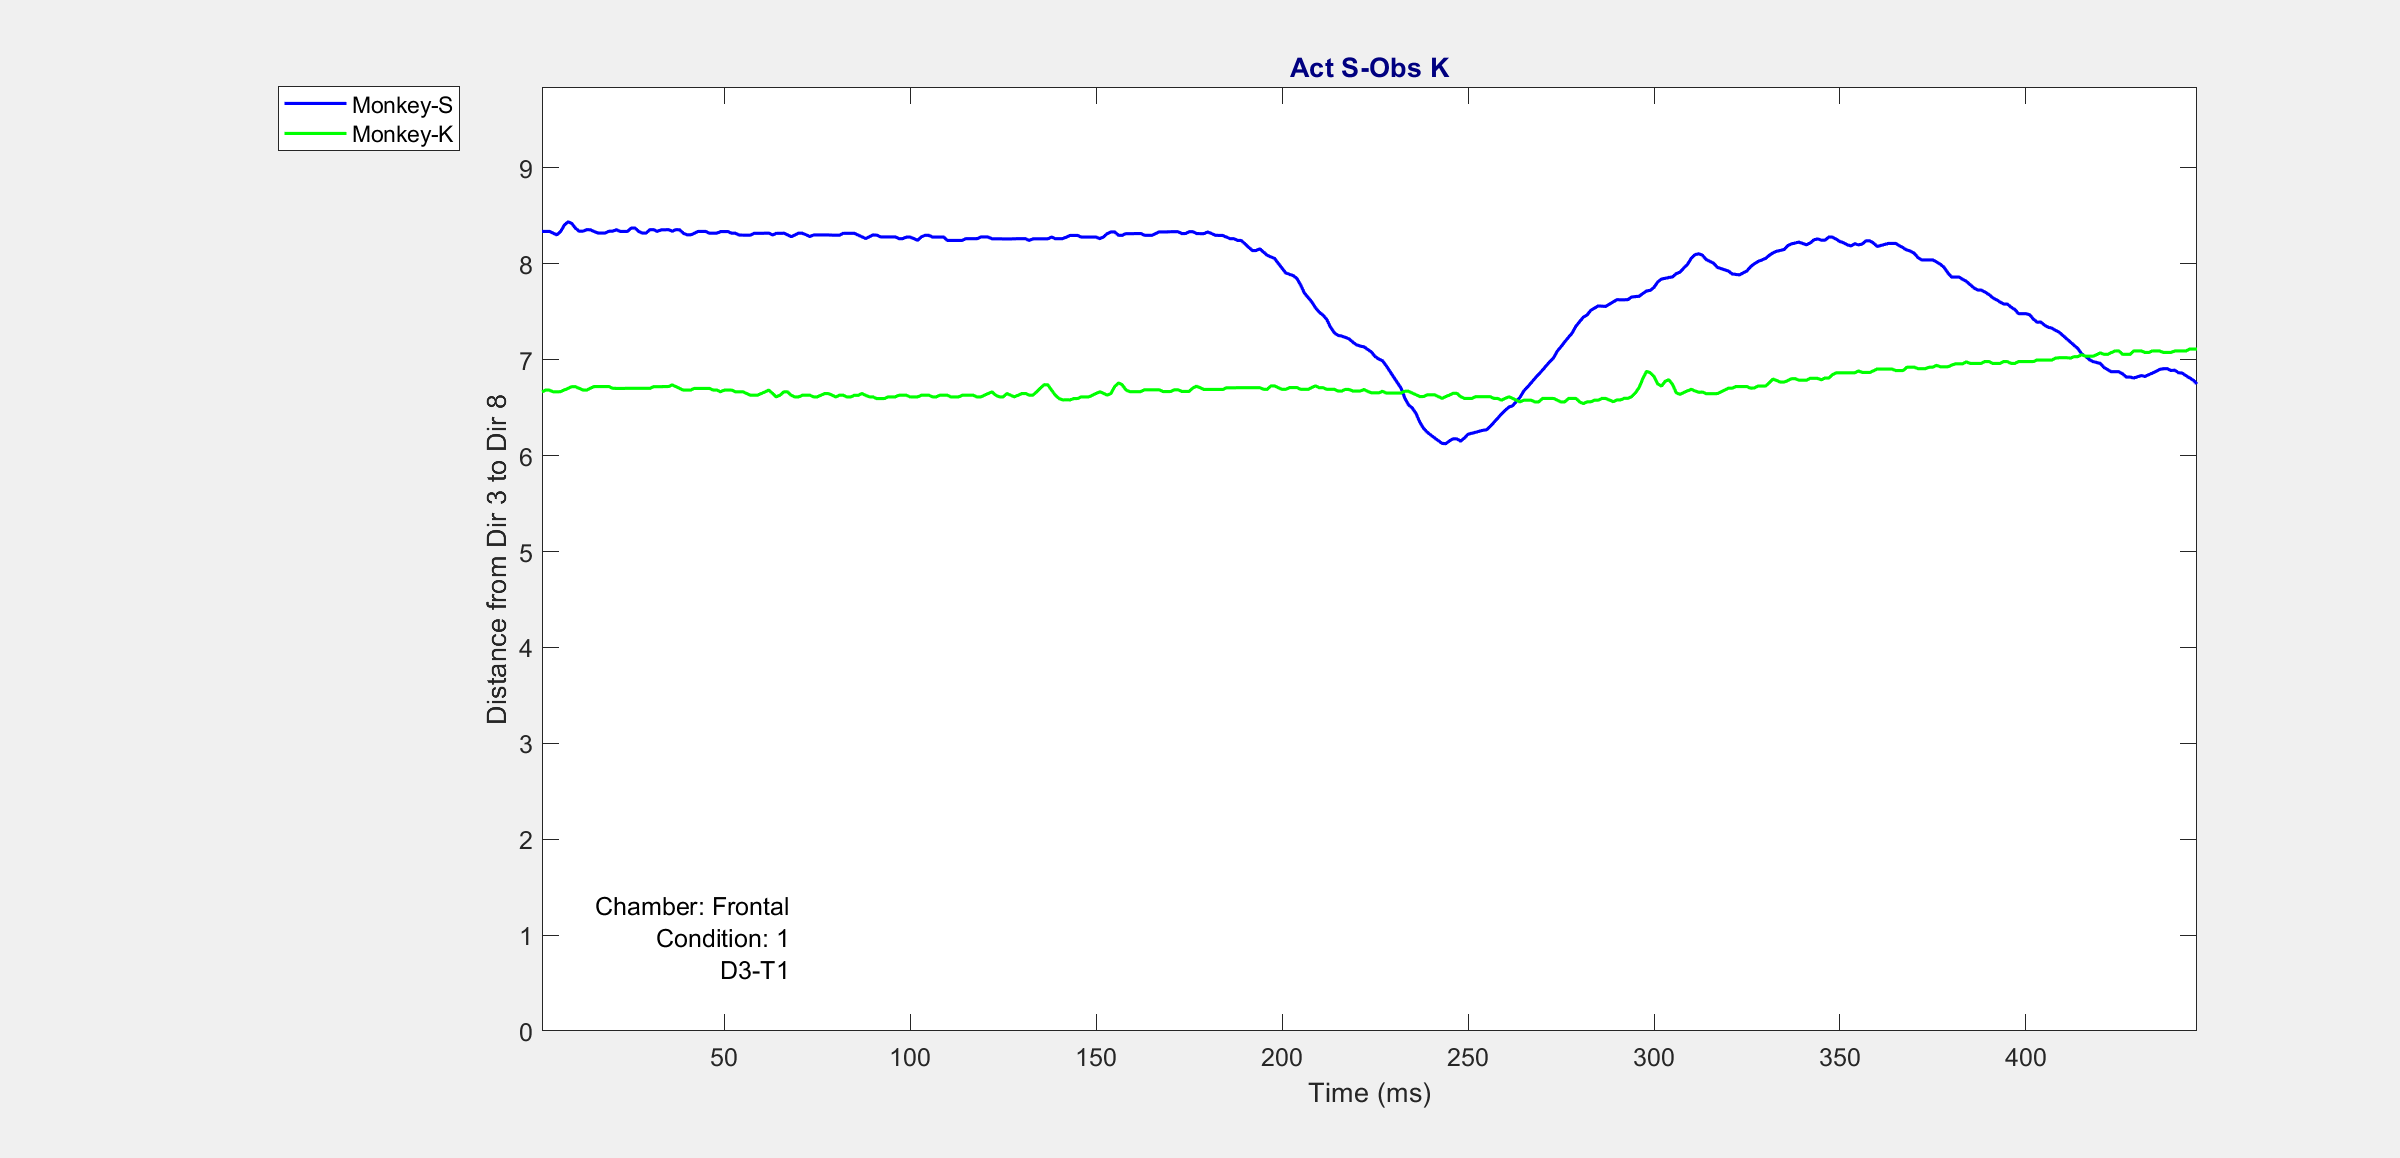 Act S-Obs K
Monkey-S
Monkey-K
9
8
7
6
5
4
3
2
1
0
Distance from Dir 3 to Dir 8
Chamber: Frontal
Condition: 1
D3-T1
50 100 150 200 250 300 350 400
Time (ms)